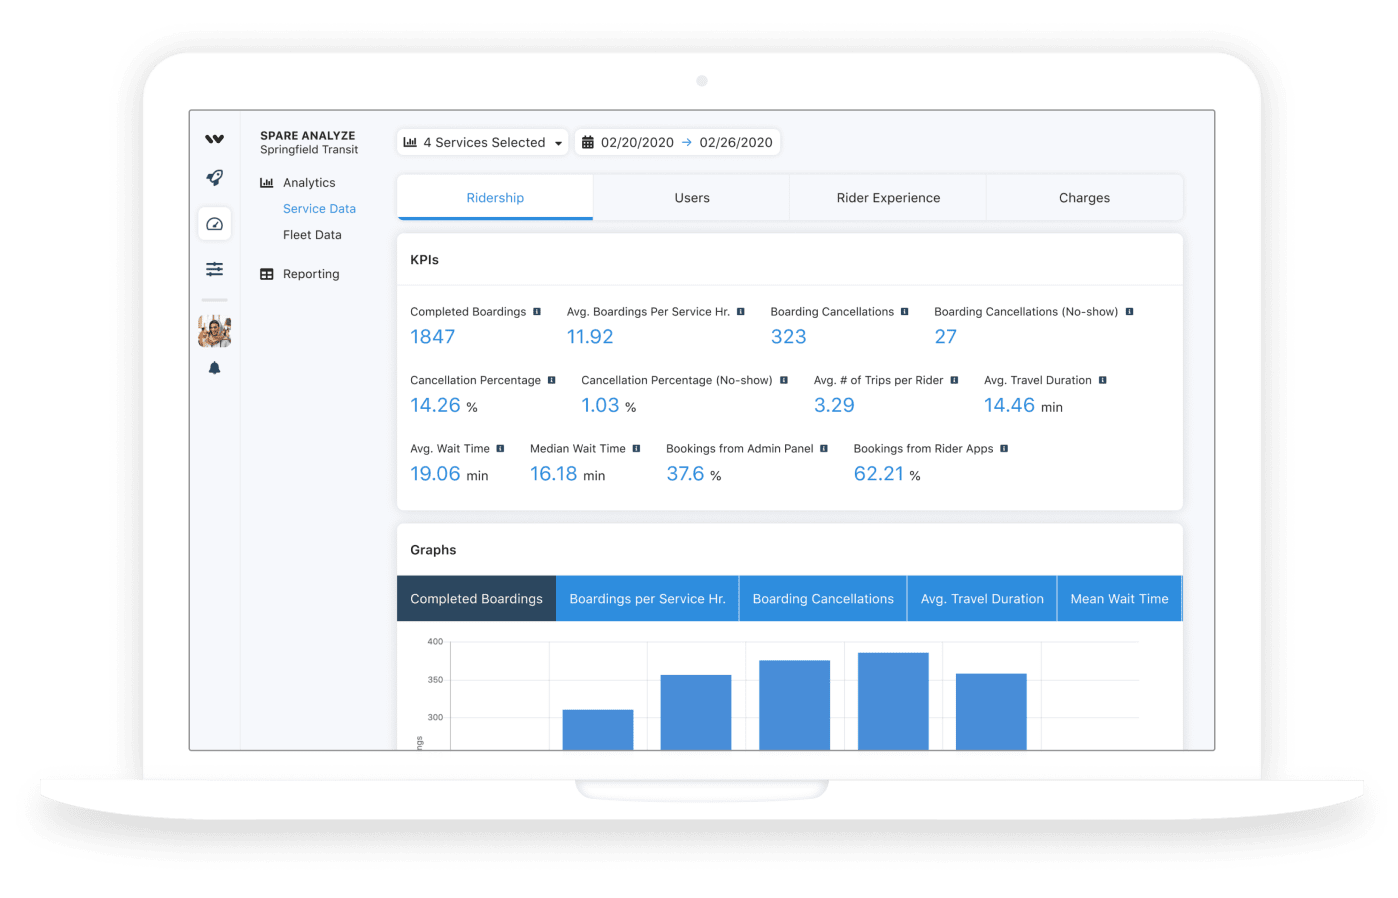 SPARE ANALYZE
Springfield Transit
Analytics
Service Data
Fleet Data
Reporting
4 Services Selected
02/20/2020 → 02/26/2020
Ridership
Users
Rider Experience
Charges
KPIs
Completed Boardings
1847
Avg. Boardings Per Service Hr.
11.92
Boarding Cancellations
323
Boarding Cancellations (No-show)
27
Cancellation Percentage
14.26 %
Cancellation Percentage (No-show)
1.03 %
Avg. # of Trips per Rider
3.29
Avg. Travel Duration
14.46 min
Avg. Wait Time
19.06 min
Median Wait Time
16.18 min
Bookings from Admin Panel
37.6 %
Bookings from Rider Apps
62.21 %
Graphs
Completed Boardings
Boardings per Service Hr.
Boarding Cancellations
Avg. Travel Duration
Mean Wait Time
400
350
300